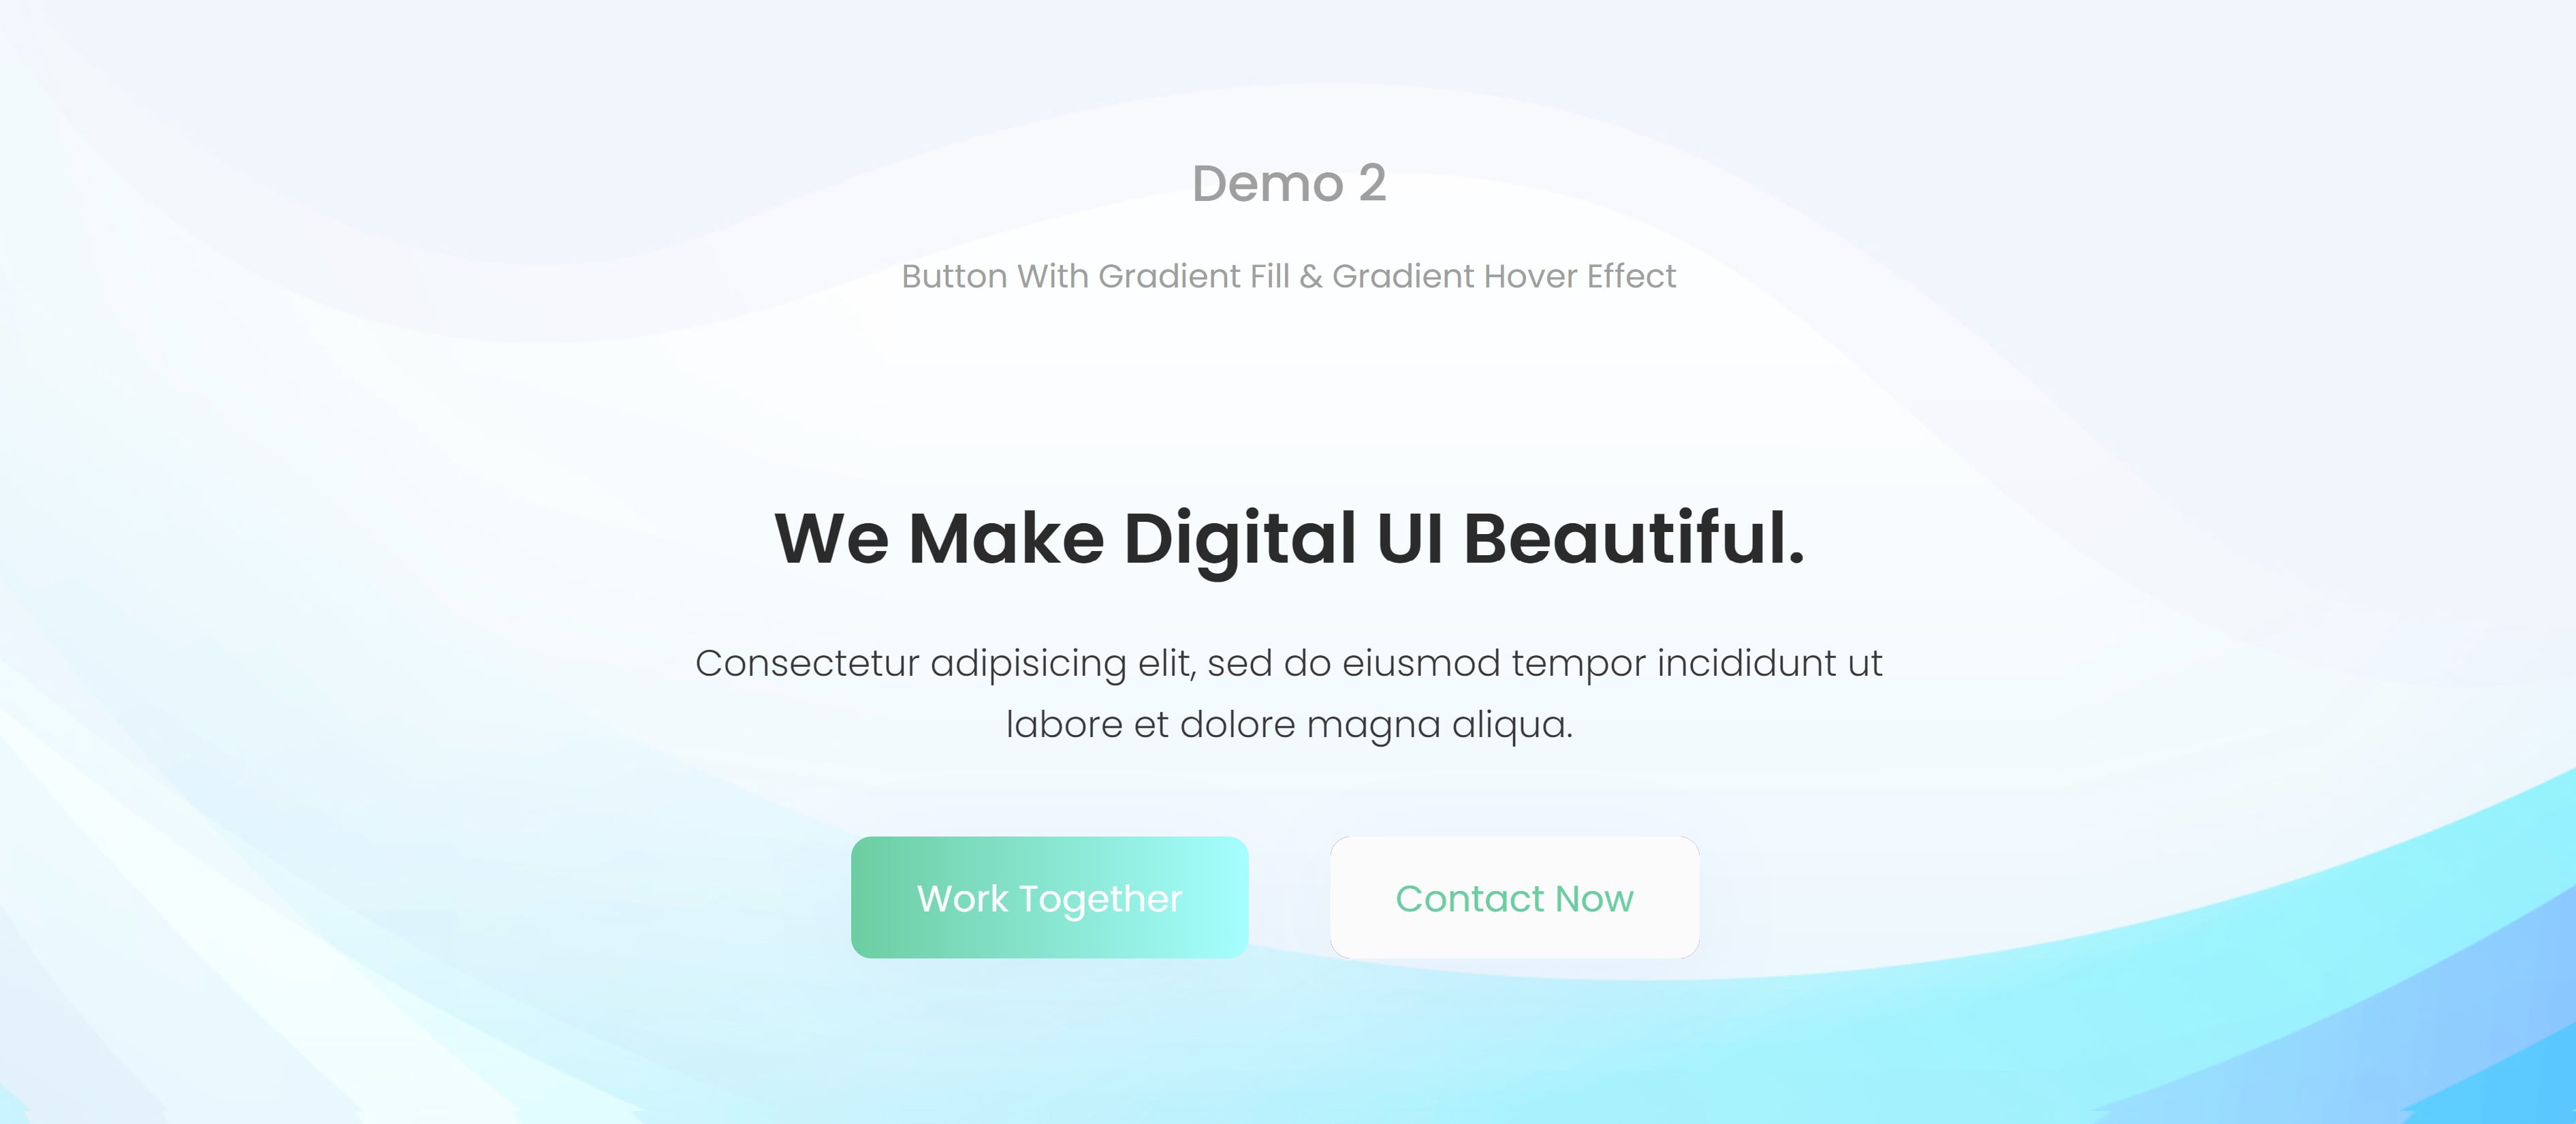 Demo 2
Button With Gradient Fill & Gradient Hover Effect
We Make Digital UI Beautiful.
Consectetur adipisicing elit, sed do eiusmod tempor incididunt ut
labore et dolore magna aliqua.
Work Together
Contact Now